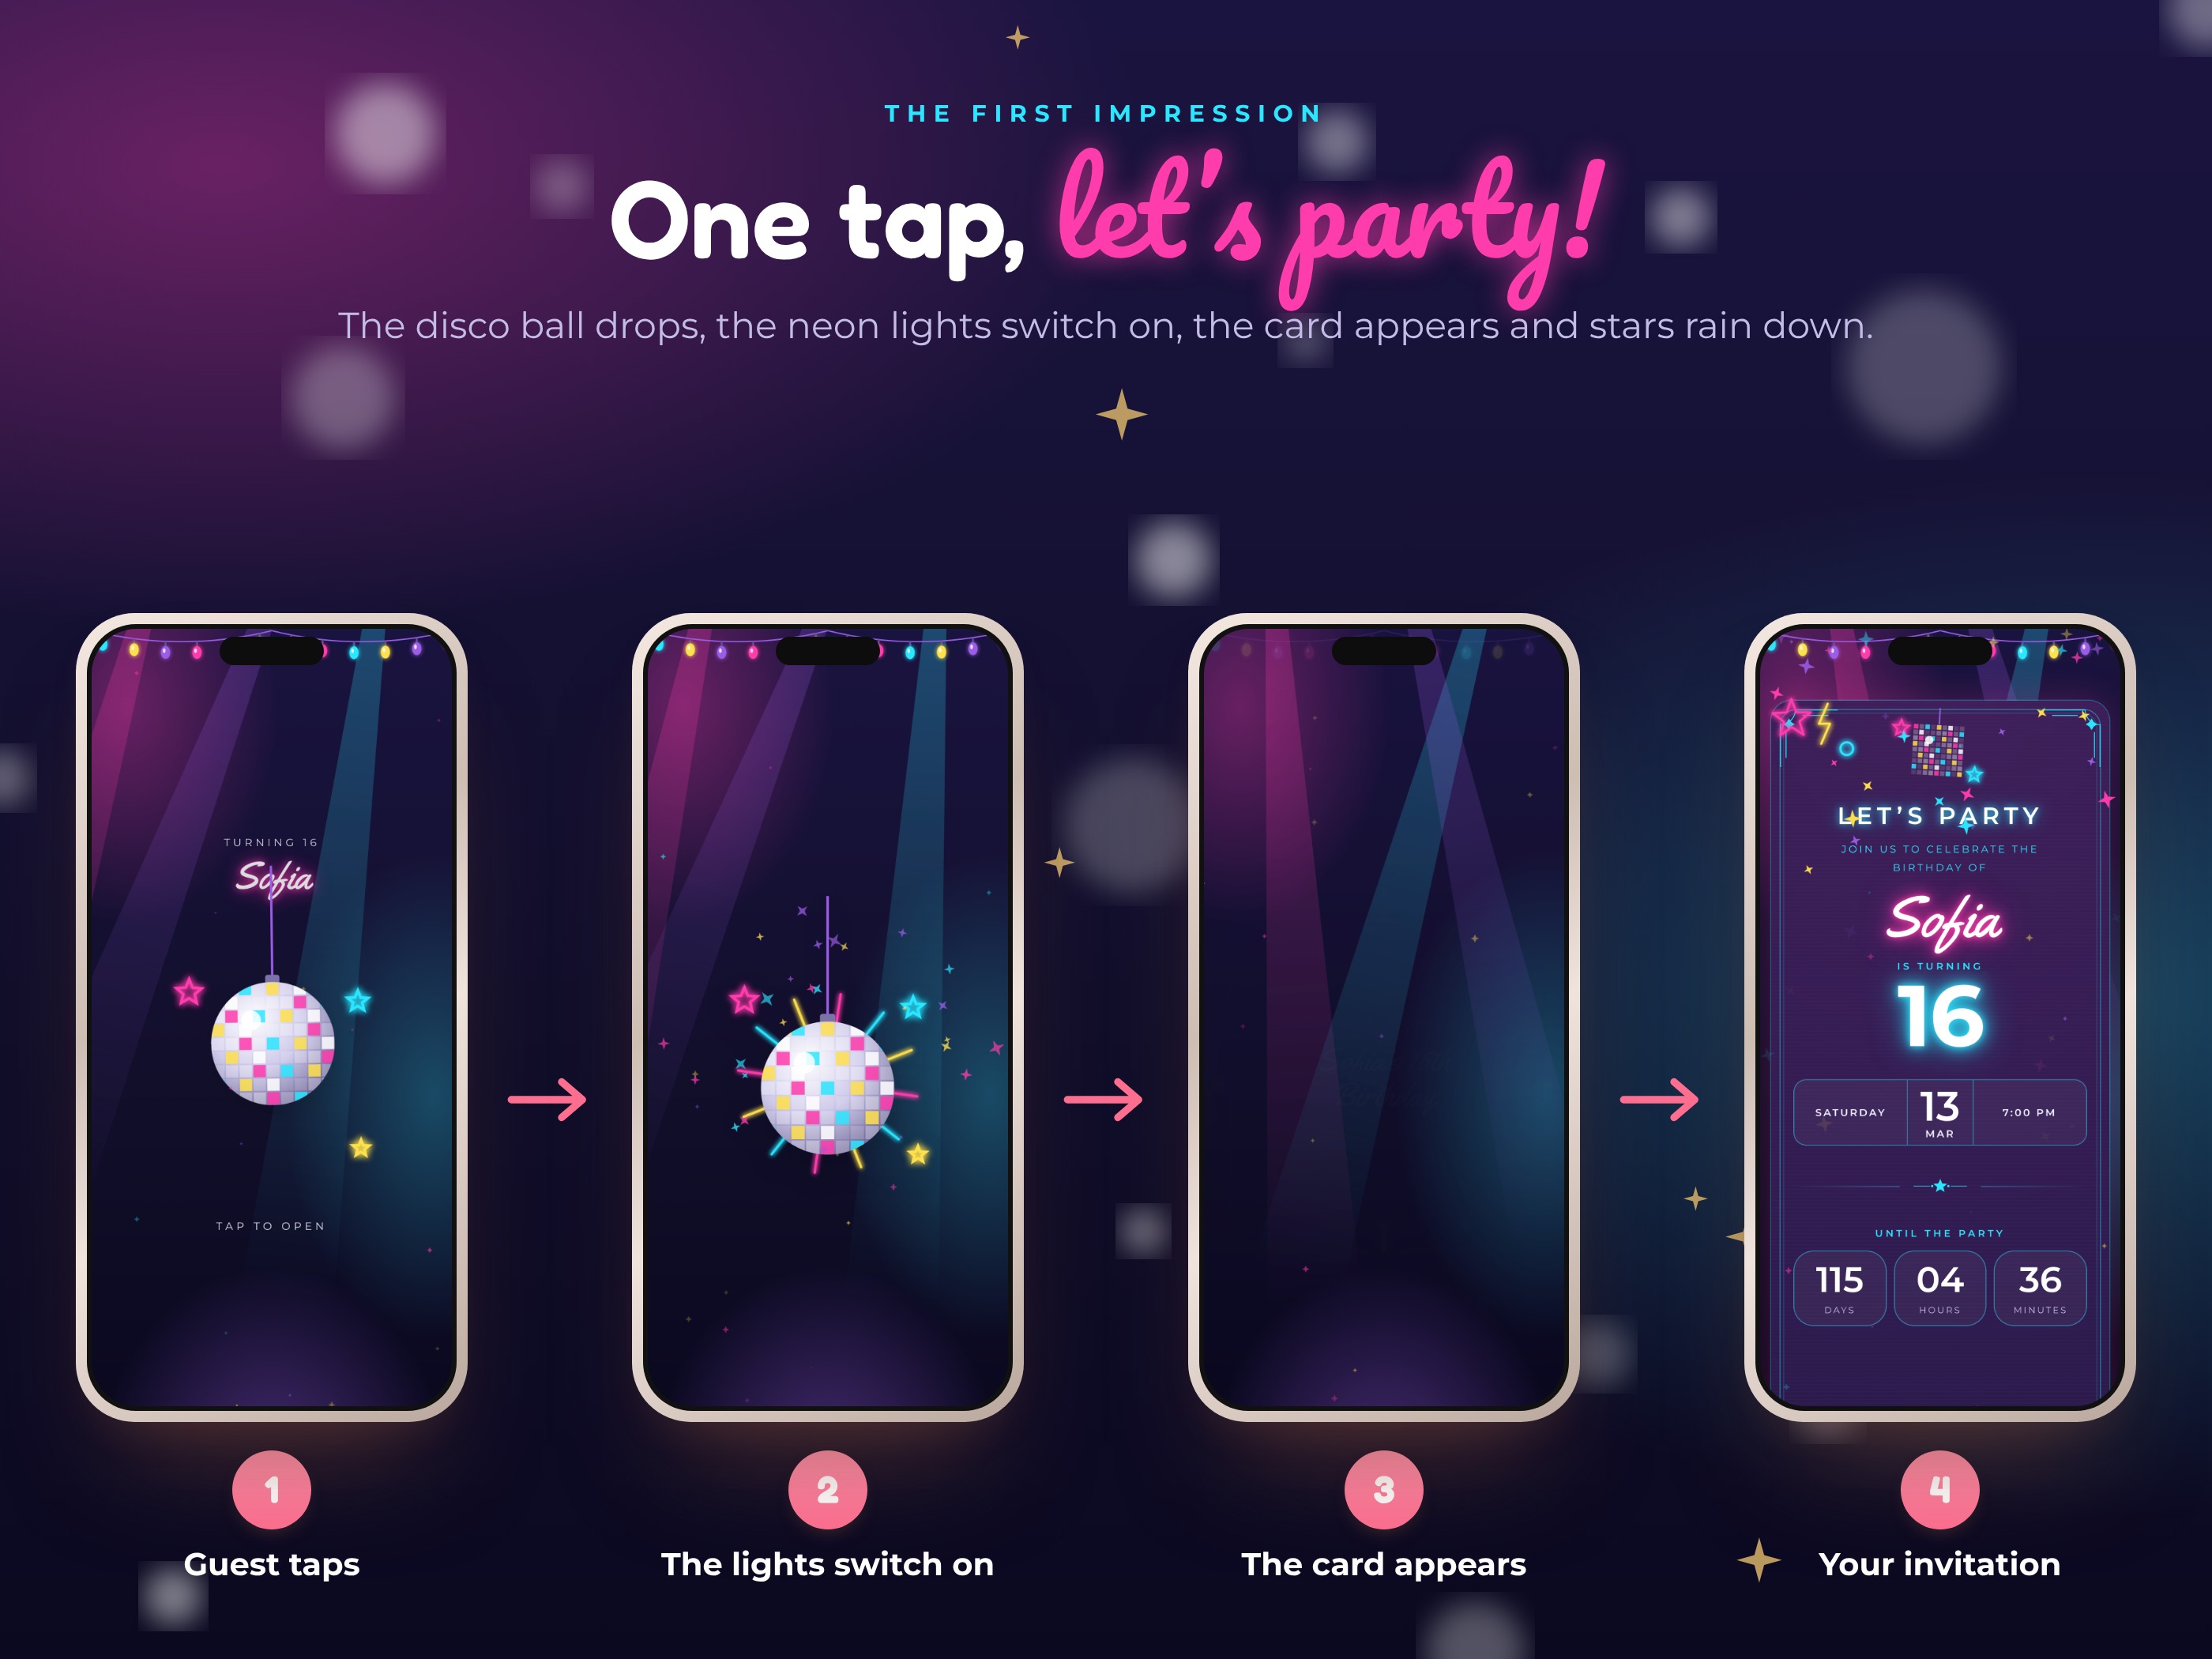 THE FIRST IMPRESSION
One tap, let's party!
The disco ball drops, the neon lights switch on, the card appears and stars rain down.
TURNING 16
Sofia
TAP TO OPEN
LET'S PARTY
JOIN US TO CELEBRATE THE
BIRTHDAY OF
Sofia
IS TURNING
16
SATURDAY
13
MAR
7:00 PM
UNTIL THE PARTY
115 04 36
DAYS HOURS MINUTES
1 2 3 4
Guest taps
The lights switch on
The card appears
Your invitation